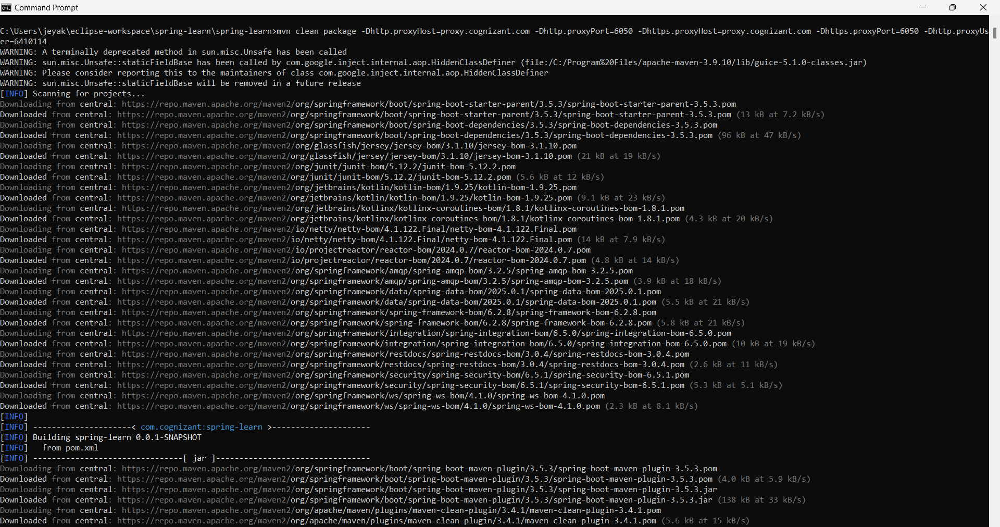 Command Prompt
C:\Users\jeyak\eclipse-workspace\spring-learn\spring-learn>mvn clean package -Dhttp.proxyHost=proxy.cognizant.com -Dhttp.proxyPort=6050 -Dhttps.proxyHost=proxy.cognizant.com -Dhttps.proxyPort=6050 -Dhttp.proxyUs
er=6410114
WARNING: A terminally deprecated method in sun.misc.Unsafe has been called
WARNING: sun.misc.Unsafe::staticFieldBase has been called by com.google.inject.internal.aop.HiddenClassDefiner (file:/C:/Program%20Files/apache-maven-3.9.10/lib/guice-5.1.0-classes.jar)
WARNING: Please consider reporting this to the maintainers of class com.google.inject.internal.aop.HiddenClassDefiner
WARNING: sun.misc.Unsafe::staticFieldBase will be removed in a future release
[INFO] Scanning for projects...
Downloading from central: https://repo.maven.apache.org/maven2/org/springframework/boot/spring-boot-starter-parent/3.5.3/spring-boot-starter-parent-3.5.3.pom
Downloaded from central: https://repo.maven.apache.org/maven2/org/springframework/boot/spring-boot-starter-parent/3.5.3/spring-boot-starter-parent-3.5.3.pom (13 kB at 7.2 kB/s)
Downloading from central: https://repo.maven.apache.org/maven2/org/springframework/boot/spring-boot-dependencies/3.5.3/spring-boot-dependencies-3.5.3.pom
Downloaded from central: https://repo.maven.apache.org/maven2/org/springframework/boot/spring-boot-dependencies/3.5.3/spring-boot-dependencies-3.5.3.pom (96 kB at 47 kB/s)
Downloading from central: https://repo.maven.apache.org/maven2/org/glassfish/jersey/jersey-bom/3.1.10/jersey-bom-3.1.10.pom
Downloaded from central: https://repo.maven.apache.org/maven2/org/glassfish/jersey/jersey-bom/3.1.10/jersey-bom-3.1.10.pom (21 kB at 19 kB/s)
Downloading from central: https://repo.maven.apache.org/maven2/org/junit/junit-bom/5.12.2/junit-bom-5.12.2.pom
Downloaded from central: https://repo.maven.apache.org/maven2/org/junit/junit-bom/5.12.2/junit-bom-5.12.2.pom (5.6 kB at 12 kB/s)
Downloading from central: https://repo.maven.apache.org/maven2/org/jetbrains/kotlin/kotlin-bom/1.9.25/kotlin-bom-1.9.25.pom
Downloaded from central: https://repo.maven.apache.org/maven2/org/jetbrains/kotlin/kotlin-bom/1.9.25/kotlin-bom-1.9.25.pom (9.1 kB at 23 kB/s)
Downloading from central: https://repo.maven.apache.org/maven2/org/jetbrains/kotlinx/kotlinx-coroutines-bom/1.8.1/kotlinx-coroutines-bom-1.8.1.pom
Downloaded from central: https://repo.maven.apache.org/maven2/org/jetbrains/kotlinx/kotlinx-coroutines-bom/1.8.1/kotlinx-coroutines-bom-1.8.1.pom (4.3 kB at 20 kB/s)
Downloading from central: https://repo.maven.apache.org/maven2/io/netty/netty-bom/4.1.122.Final/netty-bom-4.1.122.Final.pom
Downloaded from central: https://repo.maven.apache.org/maven2/io/netty/netty-bom/4.1.122.Final/netty-bom-4.1.122.Final.pom (14 kB at 7.9 kB/s)
Downloading from central: https://repo.maven.apache.org/maven2/io/projectreactor/reactor-bom/2024.0.7/reactor-bom-2024.0.7.pom
Downloaded from central: https://repo.maven.apache.org/maven2/io/projectreactor/reactor-bom/2024.0.7/reactor-bom-2024.0.7.pom (4.8 kB at 14 kB/s)
Downloading from central: https://repo.maven.apache.org/maven2/org/springframework/amqp/spring-amqp-bom/3.2.5/spring-amqp-bom-3.2.5.pom
Downloaded from central: https://repo.maven.apache.org/maven2/org/springframework/amqp/spring-amqp-bom/3.2.5/spring-amqp-bom-3.2.5.pom (3.9 kB at 18 kB/s)
Downloading from central: https://repo.maven.apache.org/maven2/org/springframework/data/spring-data-bom/2025.0.1/spring-data-bom-2025.0.1.pom
Downloaded from central: https://repo.maven.apache.org/maven2/org/springframework/data/spring-data-bom/2025.0.1/spring-data-bom-2025.0.1.pom (5.5 kB at 21 kB/s)
Downloading from central: https://repo.maven.apache.org/maven2/org/springframework/spring-framework-bom/6.2.8/spring-framework-bom-6.2.8.pom
Downloaded from central: https://repo.maven.apache.org/maven2/org/springframework/spring-framework-bom/6.2.8/spring-framework-bom-6.2.8.pom (5.8 kB at 21 kB/s)
Downloading from central: https://repo.maven.apache.org/maven2/org/springframework/integration/spring-integration-bom/6.5.0/spring-integration-bom-6.5.0.pom
Downloaded from central: https://repo.maven.apache.org/maven2/org/springframework/integration/spring-integration-bom/6.5.0/spring-integration-bom-6.5.0.pom (10 kB at 19 kB/s)
Downloading from central: https://repo.maven.apache.org/maven2/org/springframework/restdocs/spring-restdocs-bom/3.0.4/spring-restdocs-bom-3.0.4.pom
Downloaded from central: https://repo.maven.apache.org/maven2/org/springframework/restdocs/spring-restdocs-bom/3.0.4/spring-restdocs-bom-3.0.4.pom (2.6 kB at 11 kB/s)
Downloading from central: https://repo.maven.apache.org/maven2/org/springframework/security/spring-security-bom/6.5.1/spring-security-bom-6.5.1.pom
Downloaded from central: https://repo.maven.apache.org/maven2/org/springframework/security/spring-security-bom/6.5.1/spring-security-bom-6.5.1.pom (5.3 kB at 5.1 kB/s)
Downloading from central: https://repo.maven.apache.org/maven2/org/springframework/ws/spring-ws-bom/4.1.0/spring-ws-bom-4.1.0.pom
Downloaded from central: https://repo.maven.apache.org/maven2/org/springframework/ws/spring-ws-bom/4.1.0/spring-ws-bom-4.1.0.pom (2.3 kB at 8.1 kB/s)
[INFO]
[INFO] ---------------------< com.cognizant:spring-learn >---------------------
[INFO] Building spring-learn 0.0.1-SNAPSHOT
[INFO]   from pom.xml
[INFO] --------------------------------[ jar ]---------------------------------
Downloading from central: https://repo.maven.apache.org/maven2/org/springframework/boot/spring-boot-maven-plugin/3.5.3/spring-boot-maven-plugin-3.5.3.pom
Downloaded from central: https://repo.maven.apache.org/maven2/org/springframework/boot/spring-boot-maven-plugin/3.5.3/spring-boot-maven-plugin-3.5.3.pom (4.0 kB at 5.9 kB/s)
Downloading from central: https://repo.maven.apache.org/maven2/org/springframework/boot/spring-boot-maven-plugin/3.5.3/spring-boot-maven-plugin-3.5.3.jar
Downloaded from central: https://repo.maven.apache.org/maven2/org/springframework/boot/spring-boot-maven-plugin/3.5.3/spring-boot-maven-plugin-3.5.3.jar (138 kB at 33 kB/s)
Downloading from central: https://repo.maven.apache.org/maven2/org/apache/maven/plugins/maven-clean-plugin/3.4.1/maven-clean-plugin-3.4.1.pom
Downloaded from central: https://repo.maven.apache.org/maven2/org/apache/maven/plugins/maven-clean-plugin/3.4.1/maven-clean-plugin-3.4.1.pom (5.6 kB at 15 kB/s)